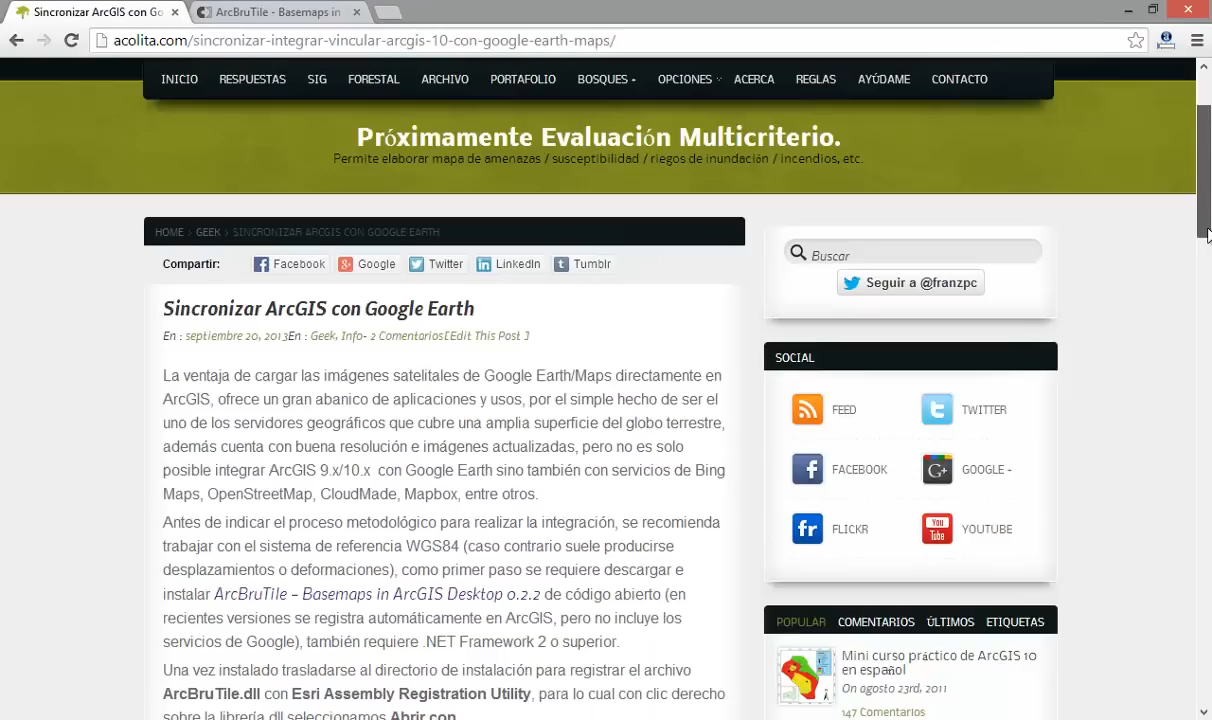 Sincronizar ArcGIS con Go
ArcBruTile - Basemaps in
acolita.com/sincronizar-integrar-vincular-arcgis-10-con-google-earth-maps/
INICIO RESPUESTAS SIG FORESTAL ARCHIVO PORTAFOLIO BOSQUES OPCIONES ACERCA REGLAS AYÚDAME CONTACTO
Próximamente Evaluación Multicriterio.
Permite elaborar mapa de amenazas / susceptibilidad / riegos de inundación / incendios, etc.
HOME > GEEK > SINCRONIZAR ARCGIS CON GOOGLE EARTH
Compartir: Facebook Google Twitter LinkedIn Tumblr
Sincronizar ArcGIS con Google Earth
En : septiembre 20, 2013En : Geek, Info- 2 Comentarios[Edit This Post ]
La ventaja de cargar las imágenes satelitales de Google Earth/Maps directamente en
ArcGIS, ofrece un gran abanico de aplicaciones y usos, por el simple hecho de ser el
uno de los servidores geográficos que cubre una amplia superficie del globo terrestre,
además cuenta con buena resolución e imágenes actualizadas, pero no es solo
posible integrar ArcGIS 9.x/10.x con Google Earth sino también con servicios de Bing
Maps, OpenStreetMap, CloudMade, Mapbox, entre otros.
Antes de indicar el proceso metodológico para realizar la integración, se recomienda
trabajar con el sistema de referencia WGS84 (caso contrario suele producirse
desplazamientos o deformaciones), como primer paso se requiere descargar e
instalar ArcBruTile – Basemaps in ArcGIS Desktop 0.2.2 de código abierto (en
recientes versiones se registra automáticamente en ArcGIS, pero no incluye los
servicios de Google), también requiere .NET Framework 2 o superior.
Una vez instalado trasladarse al directorio de instalación para registrar el archivo
ArcBruTile.dll con Esri Assembly Registration Utility, para lo cual con clic derecho
sobre la librería dll seleccionamos Abrir con
Buscar
Seguir a @franzpc
SOCIAL
FEED TWITTER
FACEBOOK GOOGLE -
FLICKR YOUTUBE
POPULAR COMENTARIOS ÚLTIMOS ETIQUETAS
Mini curso práctico de ArcGIS 10
en español
On agosto 23rd, 2011
147 Comentarios